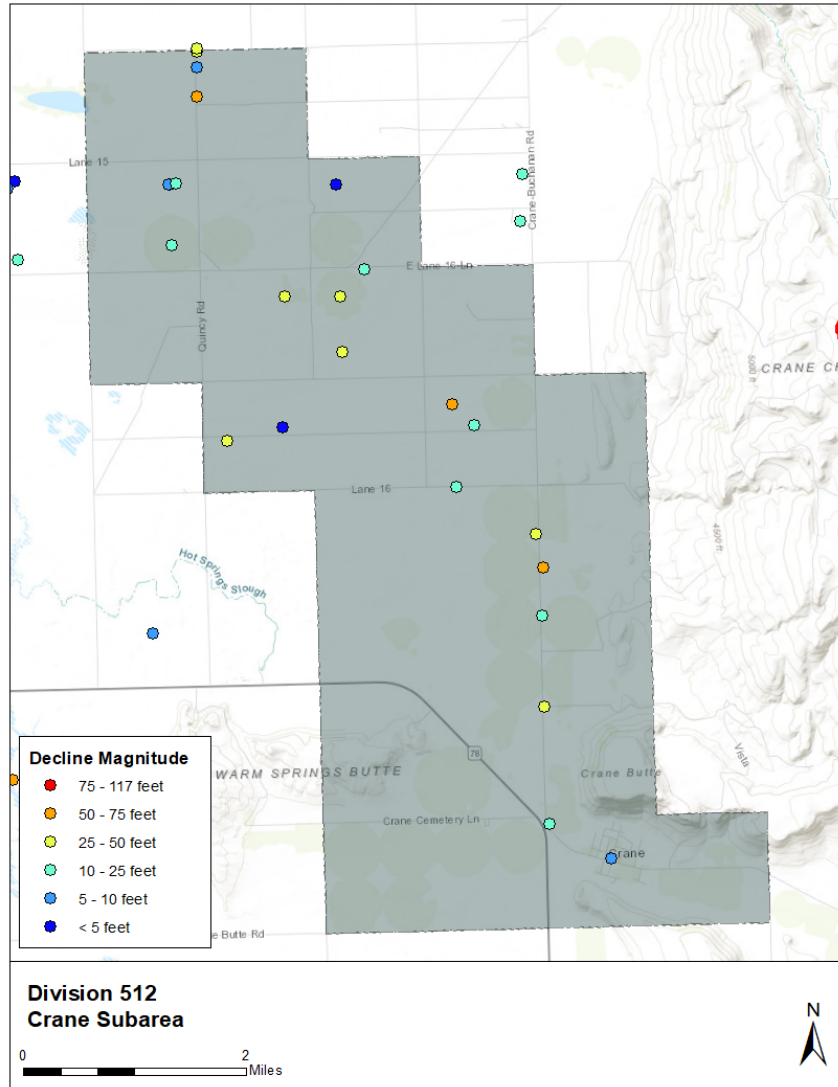 Lane 15
Crane-Buchanan Rd
E Lane 16 Ln
Quincy Rd
5000 ft
CRANE CR
Lane 16
4500 ft
Hot Springs Slough
78
Vista
WARM SPRINGS BUTTE
Crane Butte
Crane Cemetery Ln
Crane
e Butte Rd
Decline Magnitude
75 - 117 feet
50 - 75 feet
25 - 50 feet
10 - 25 feet
5 - 10 feet
< 5 feet
Division 512
Crane Subarea
N
0 2
Miles